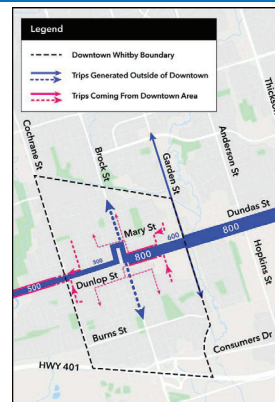 Legend
Downtown Whitby Boundary
Trips Generated Outside of Downtown
Trips Coming From Downtown Area
Cochrane St
Brock St
Garden St
Anderson St
Thickson
Dundas St
Mary St
600
800
800
Hopkins St
300
500
Dunlop St
Burns St
Consumers Dr
HWY 401